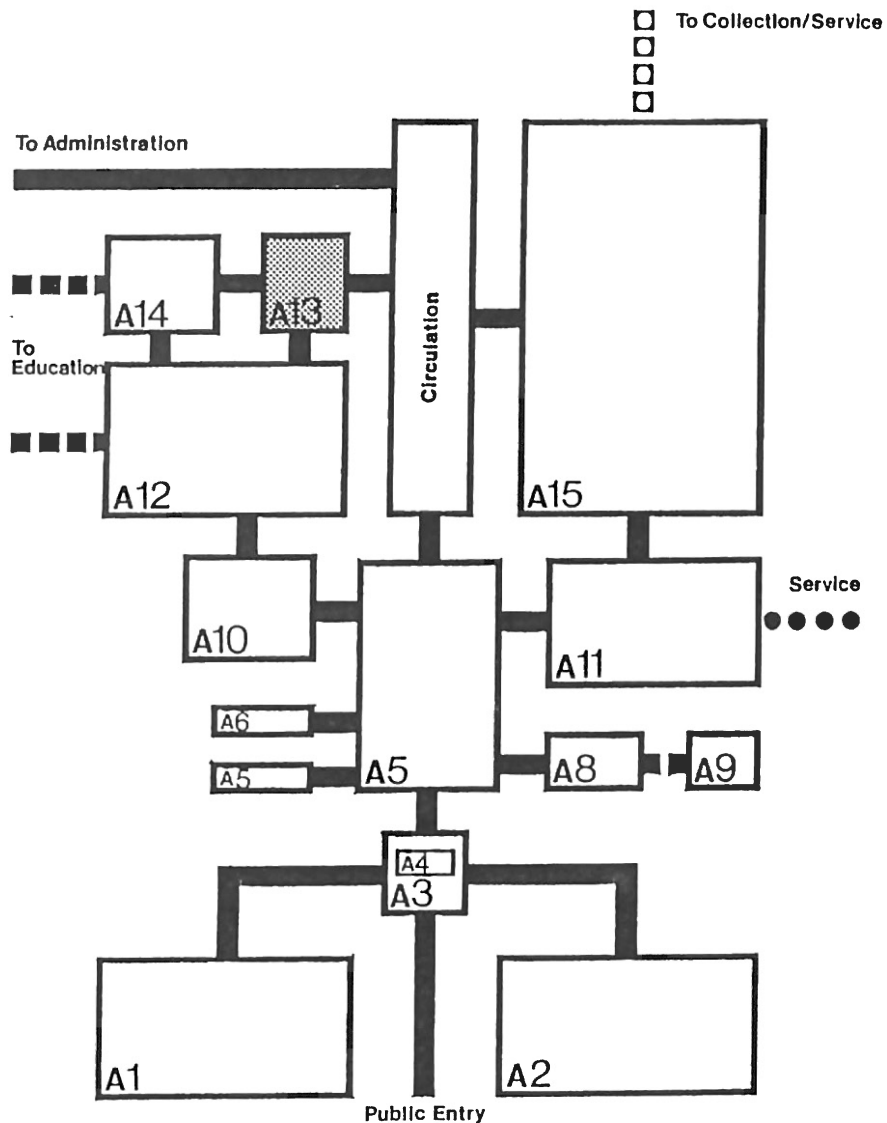 To Collection/Service
To Administration
A14
A13
To
Education
Circulation
A12
A15
Service
A10
A11
A6
A5
A5
A8
A9
A4
A3
A1
A2
Public Entry